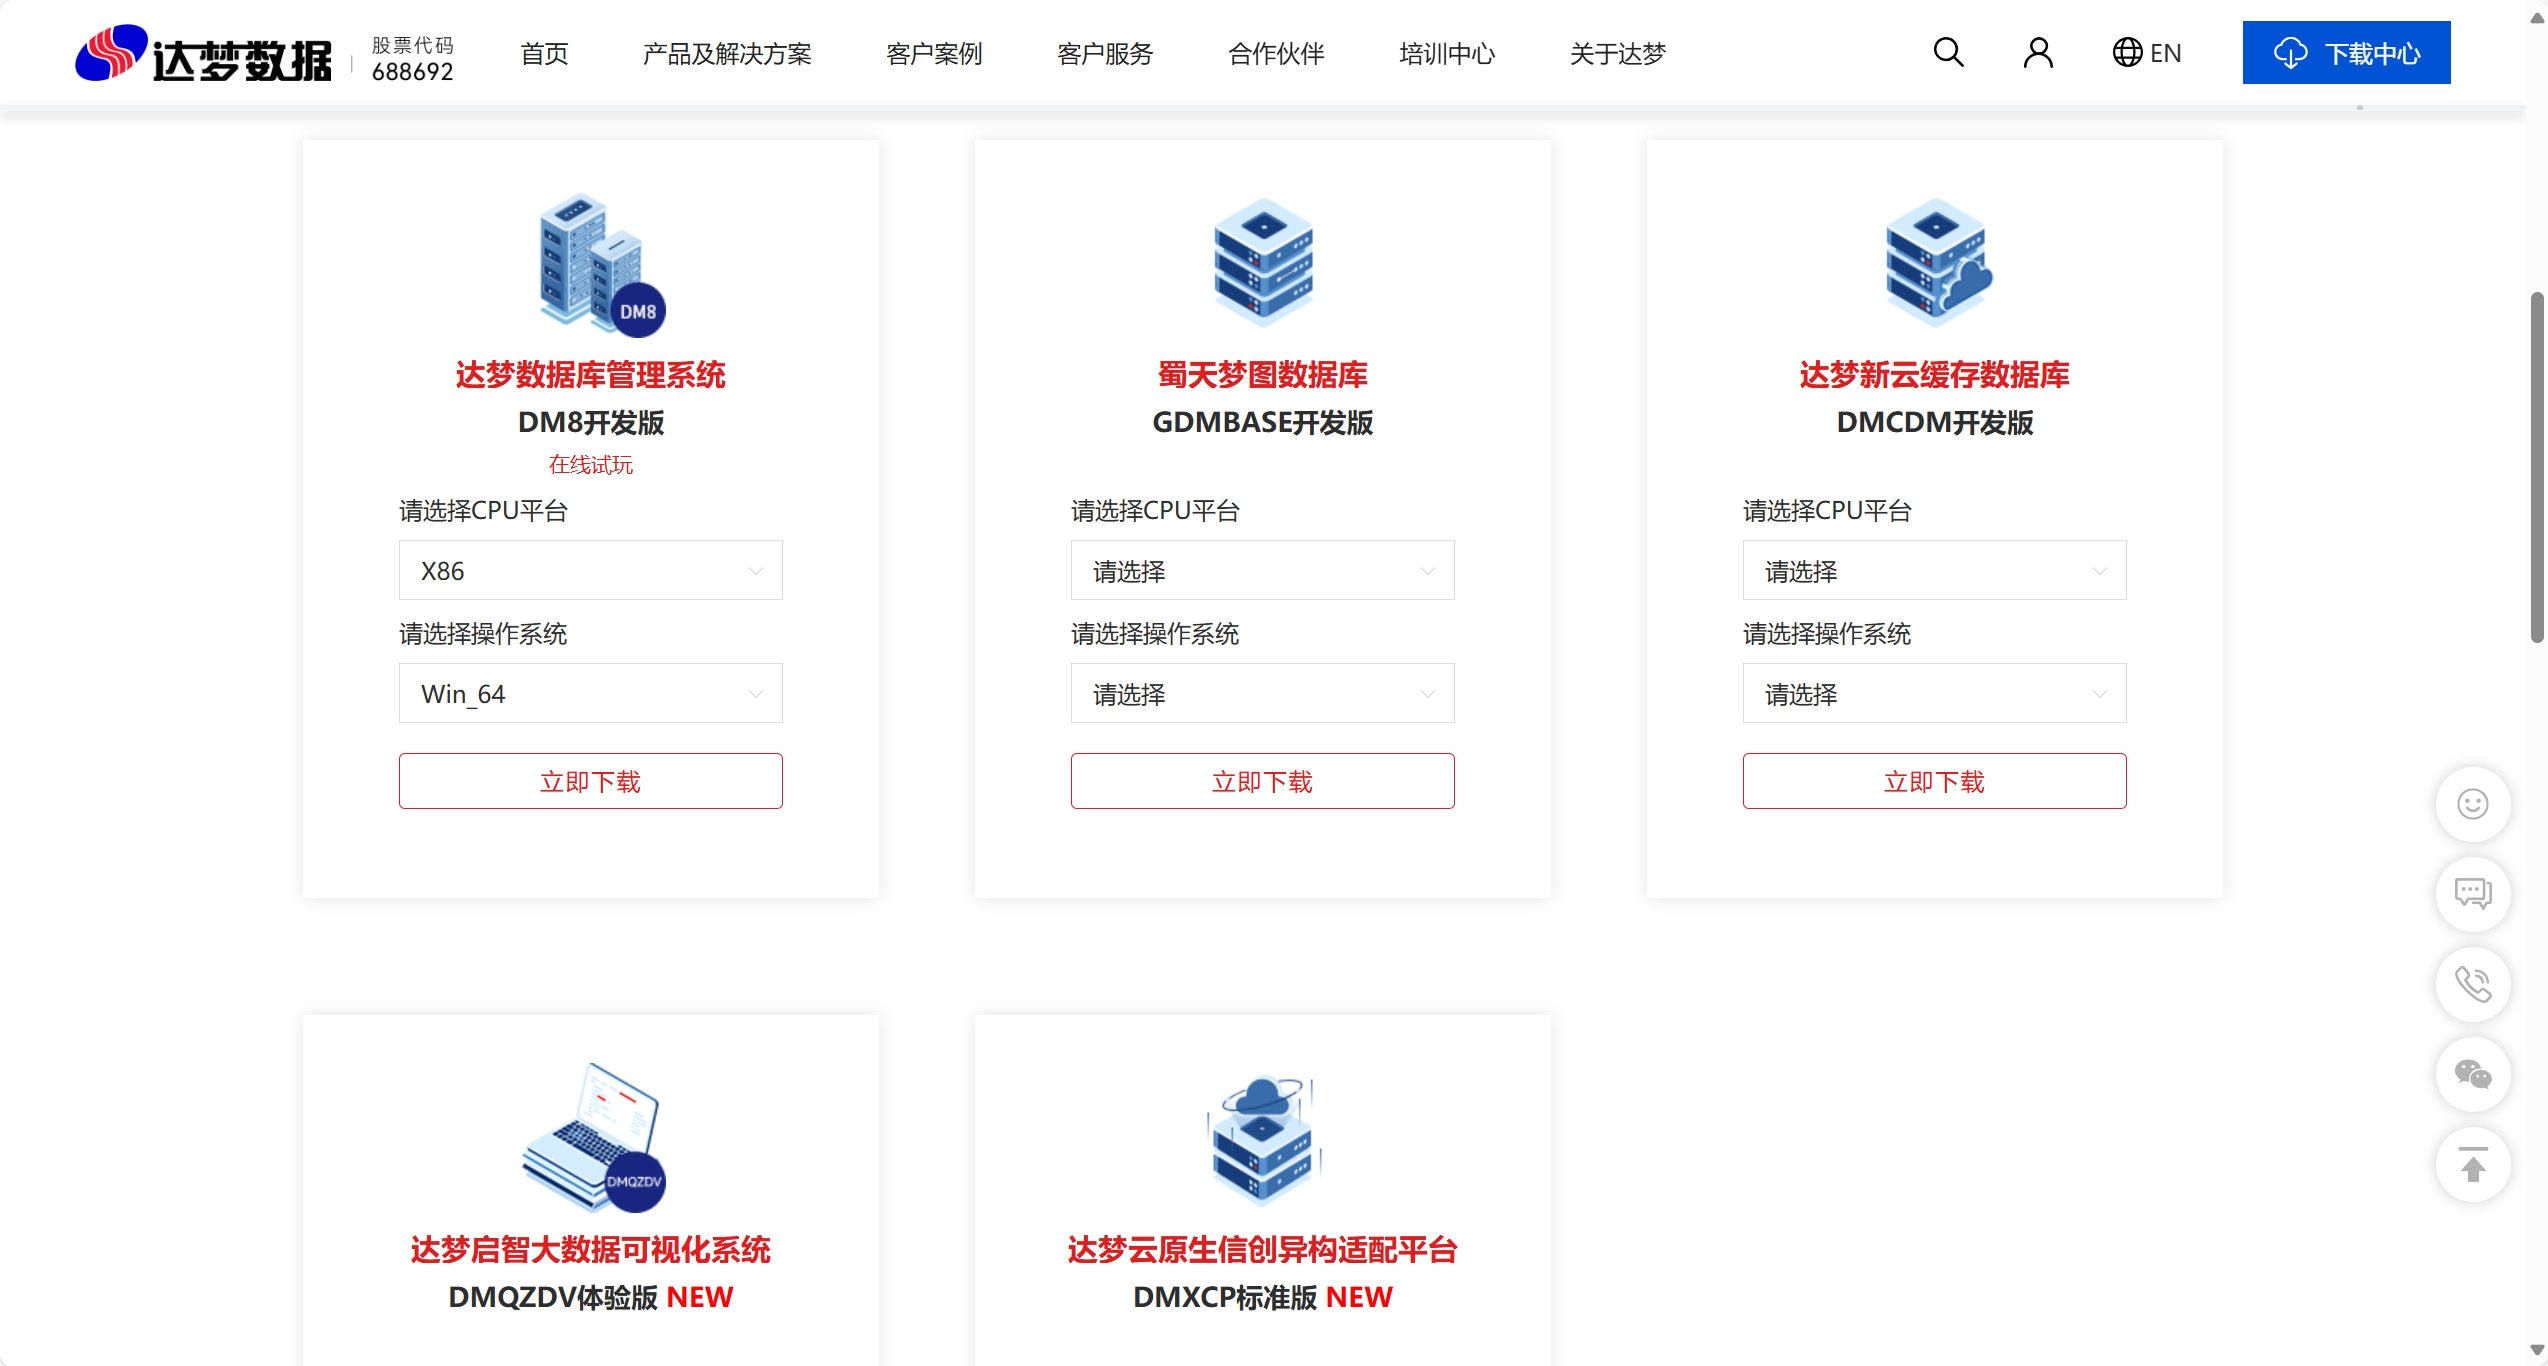 达梦数据
股票代码
688692
首页
产品及解决方案
客户案例
客户服务
合作伙伴
培训中心
关于达梦
EN
下载中心
DM8
达梦数据库管理系统
DM8开发版
在线试玩
请选择CPU平台
X86
请选择操作系统
Win_64
立即下载
蜀天梦图数据库
GDMBASE开发版
请选择CPU平台
请选择
请选择操作系统
请选择
立即下载
达梦新云缓存数据库
DMCDM开发版
请选择CPU平台
请选择
请选择操作系统
请选择
立即下载
DMQZDV
达梦启智大数据可视化系统
DMQZDV体验版 NEW
达梦云原生信创异构适配平台
DMXCP标准版 NEW